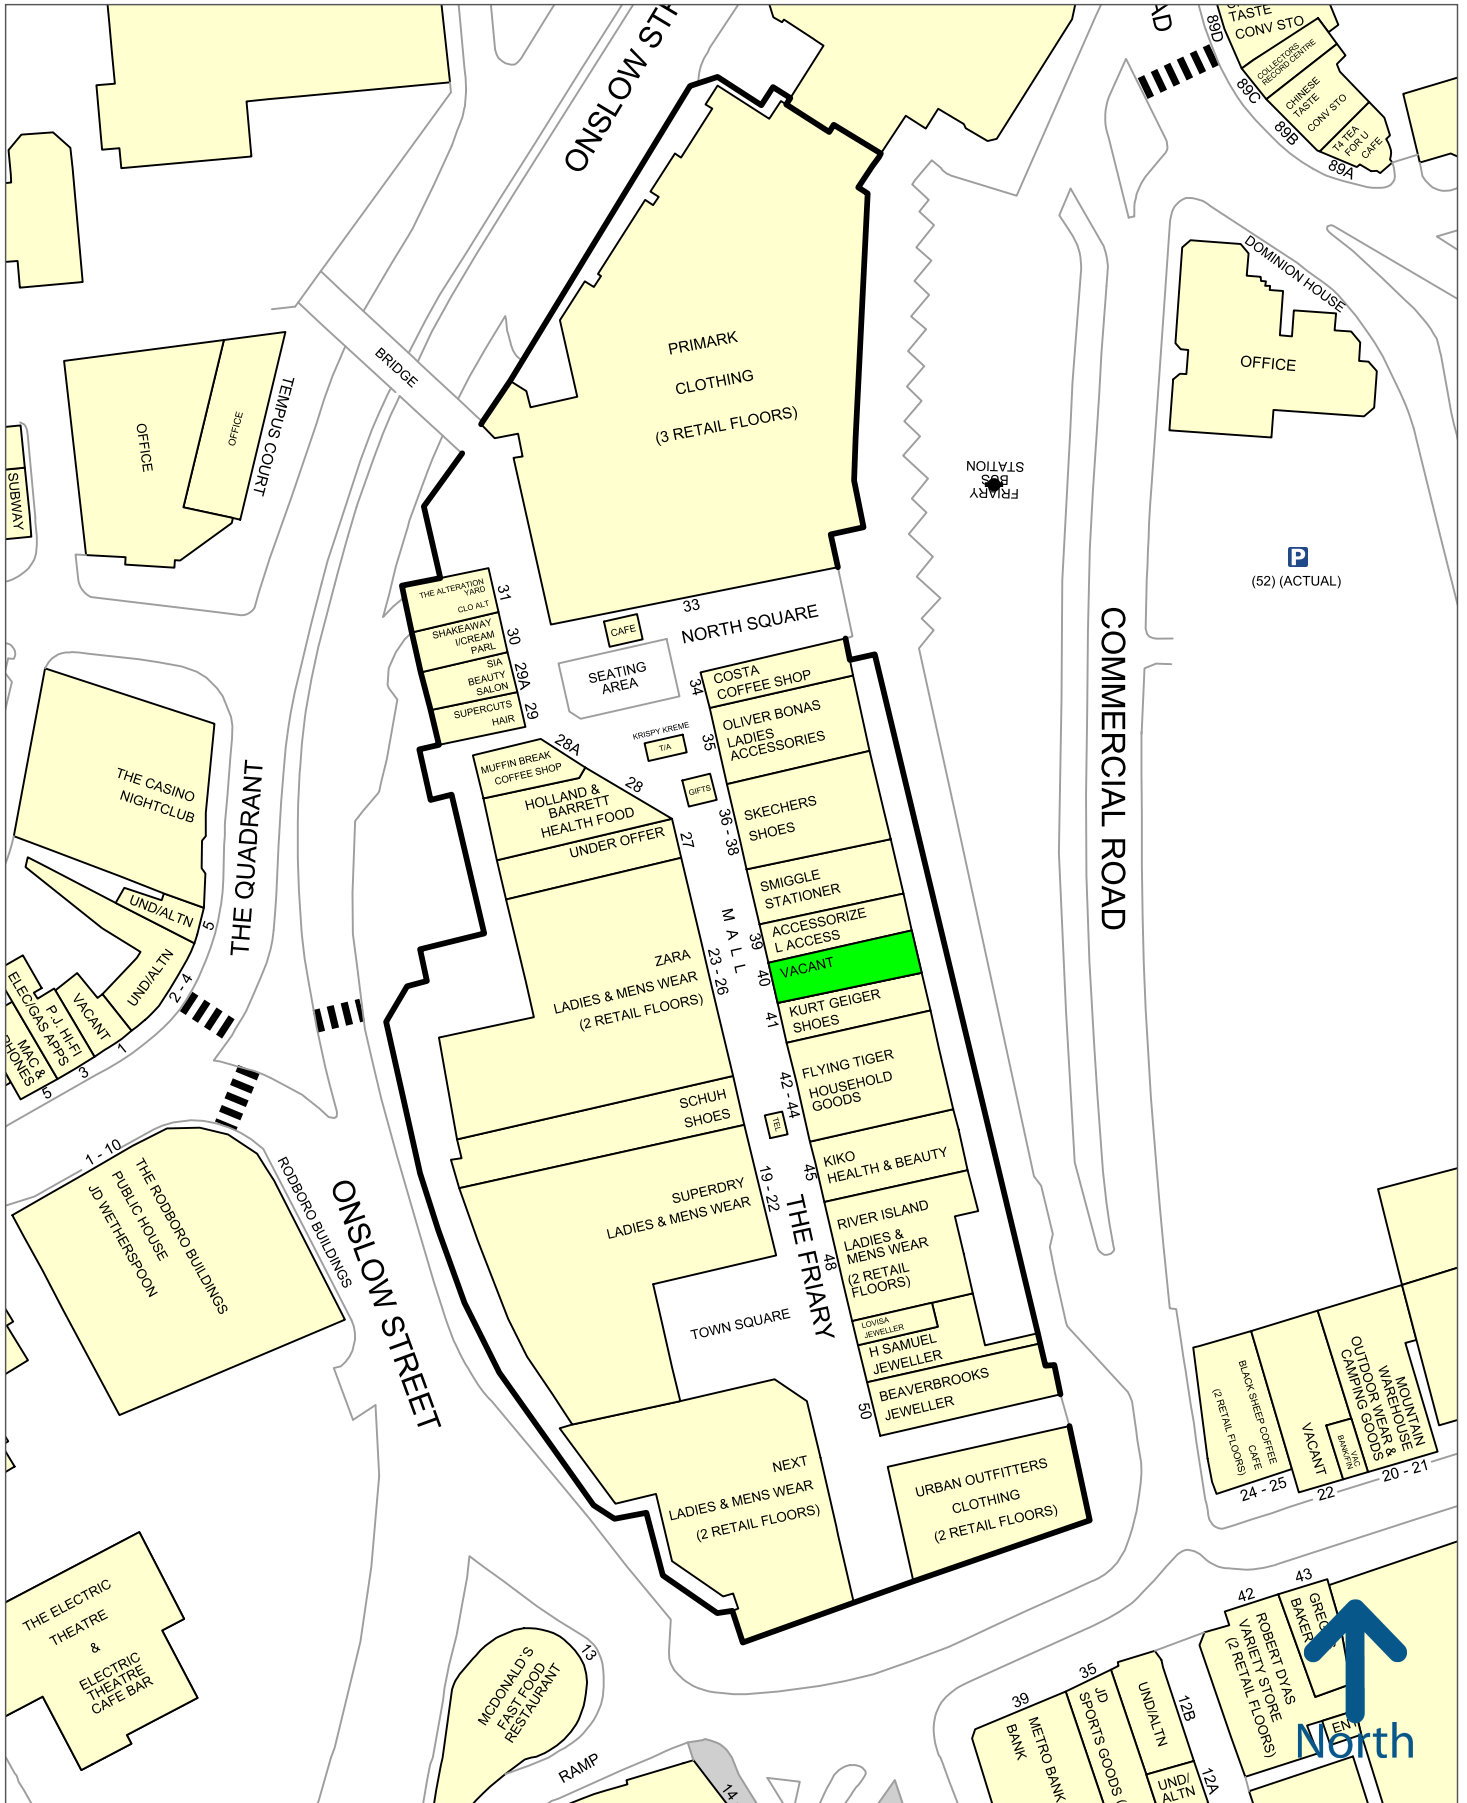 ONSLOW STR
AD
89D
TASTE
CONV STO
COLLECTORS
RECORD CENTRE
89C
CHINESE
TASTE
CONV STO
89B
T4 TEA
FOR U
CAFE
89A
DOMINION HOUSE
OFFICE
BRIDGE
PRIMARK
CLOTHING
(3 RETAIL FLOORS)
OFFICE
OFFICE
TEMPUS COURT
SUBWAY
FRIARY
BUS
STATION
P
(52) (ACTUAL)
COMMERCIAL ROAD
33
NORTH SQUARE
CAFE
SEATING
AREA
THE ALTERATION
YARD
CLO ALT
31
SHAKEAWAY
I/CREAM
PARL
30
SIA
BEAUTY
SALON
29A
SUPERCUTS
HAIR
29
34
COSTA
COFFEE SHOP
35
OLIVER BONAS
LADIES
ACCESSORIES
KRISPY KREME
T/A
GIFTS
28A
MUFFIN BREAK
COFFEE SHOP
28
HOLLAND &
BARRETT
HEALTH FOOD
27
UNDER OFFER
36 - 38
SKECHERS
SHOES
SMIGGLE
STATIONER
39
ACCESSORIZE
L ACCESS
40
VACANT
41
KURT GEIGER
SHOES
MALL
23 - 26
ZARA
LADIES & MENS WEAR
(2 RETAIL FLOORS)
42 - 44
FLYING TIGER
HOUSEHOLD
GOODS
TEL
SCHUH
SHOES
45
KIKO
HEALTH & BEAUTY
19 - 22
SUPERDRY
LADIES & MENS WEAR
THE FRIARY
48
RIVER ISLAND
LADIES &
MENS WEAR
(2 RETAIL
FLOORS)
LOVISA
JEWELLER
H SAMUEL
JEWELLER
BEAVERBROOKS
JEWELLER
50
TOWN SQUARE
NEXT
LADIES & MENS WEAR
(2 RETAIL FLOORS)
URBAN OUTFITTERS
CLOTHING
(2 RETAIL FLOORS)
THE CASINO
NIGHTCLUB
THE QUADRANT
UND/ALTN
5
UND/ALTN
2 - 4
VACANT
1
P.J. HI-FI
3
ELEC/GAS APPS
MAC &
PHONES
5
1 - 10
THE RODBORO BUILDINGS
PUBLIC HOUSE
JD WETHERSPOON
RODBORO BUILDINGS
ONSLOW STREET
BLACK SHEEP COFFEE
CAFE
(2 RETAIL FLOORS)
24 - 25
VACANT
22
VAC
BANK/FIN
MOUNTAIN
WAREHOUSE
OUTDOOR WEAR &
CAMPING GOODS
20 - 21
THE ELECTRIC
THEATRE
&
ELECTRIC
THEATRE
CAFE BAR
MCDONALD'S
FAST FOOD
RESTAURANT
13
RAMP
14
39
METRO BANK
BANK
35
JD
SPORTS GOODS (
UND/ALTN
12B
UND/
ALTN
12A
42
ROBERT DYAS
VARIETY STORE
(2 RETAIL FLOORS)
43
BAKER
North